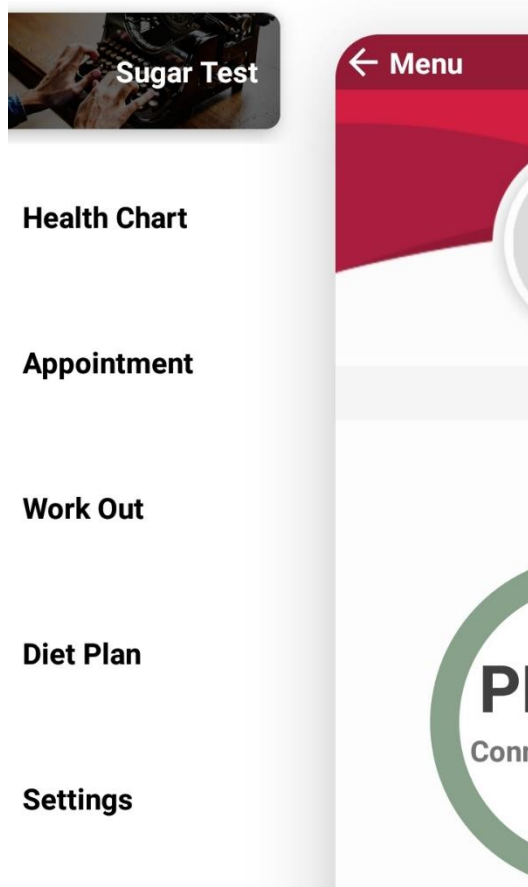 Sugar Test
Health Chart
Appointment
Work Out
Diet Plan
Settings
Menu